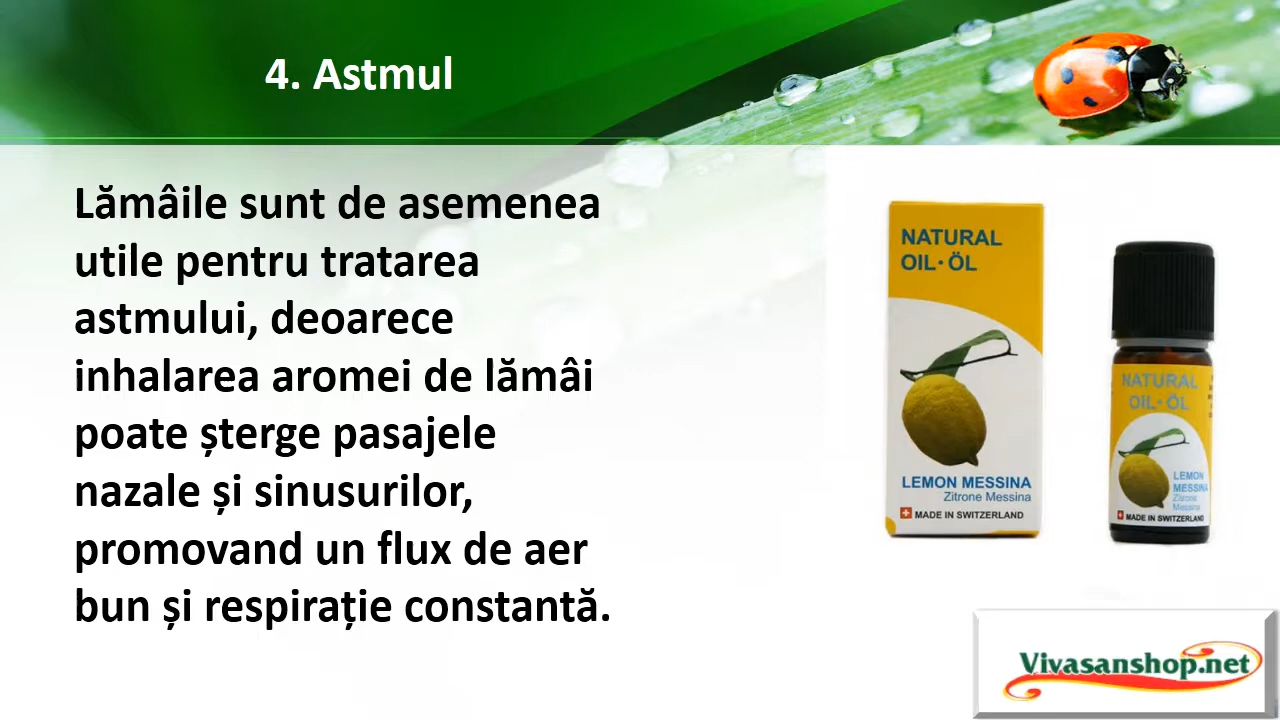 4. Astmul
Lămâile sunt de asemenea
utile pentru tratarea
astmului, deoarece
inhalarea aromei de lămâi
poate șterge pasajele
nazale și sinusurilor,
promovand un flux de aer
bun și respirație constantă.
NATURAL
OIL· ÖL
LEMON MESSINA
Zitrone Messina
MADE IN SWITZERLAND
NATURAL
OIL· ÖL
LEMON
MESSINA
Zitrone
Messina
MADE IN SWITZERLAND
Vivasanshop.net